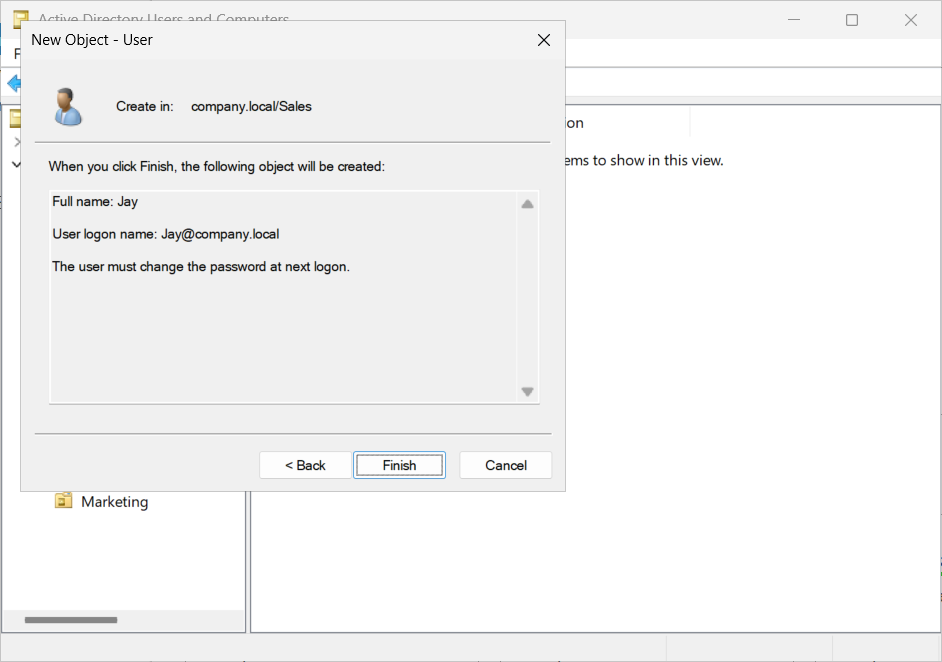 Active Directory Users and Computers
New Object - User
Create in: company.local/Sales
When you click Finish, the following object will be created:
Full name: Jay
User logon name: Jay@company.local
The user must change the password at next logon.
< Back
Finish
Cancel
on
ems to show in this view.
Marketing